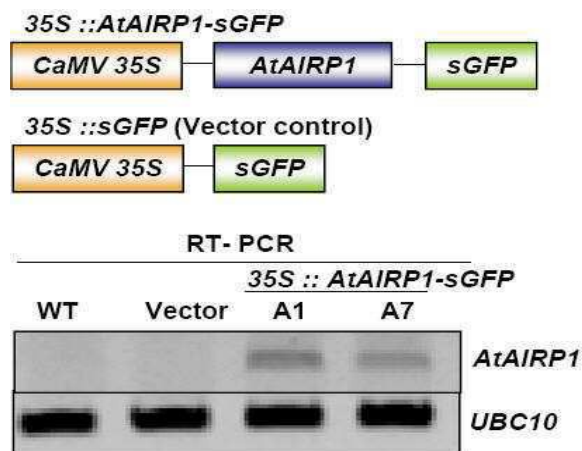 35S ::AtAIRP1-sGFP
CaMV 35S AtAIRP1 sGFP
35S ::sGFP (Vector control)
CaMV 35S sGFP
RT- PCR
35S :: AtAIRP1-sGFP
WT Vector A1 A7
AtAIRP1
UBC10